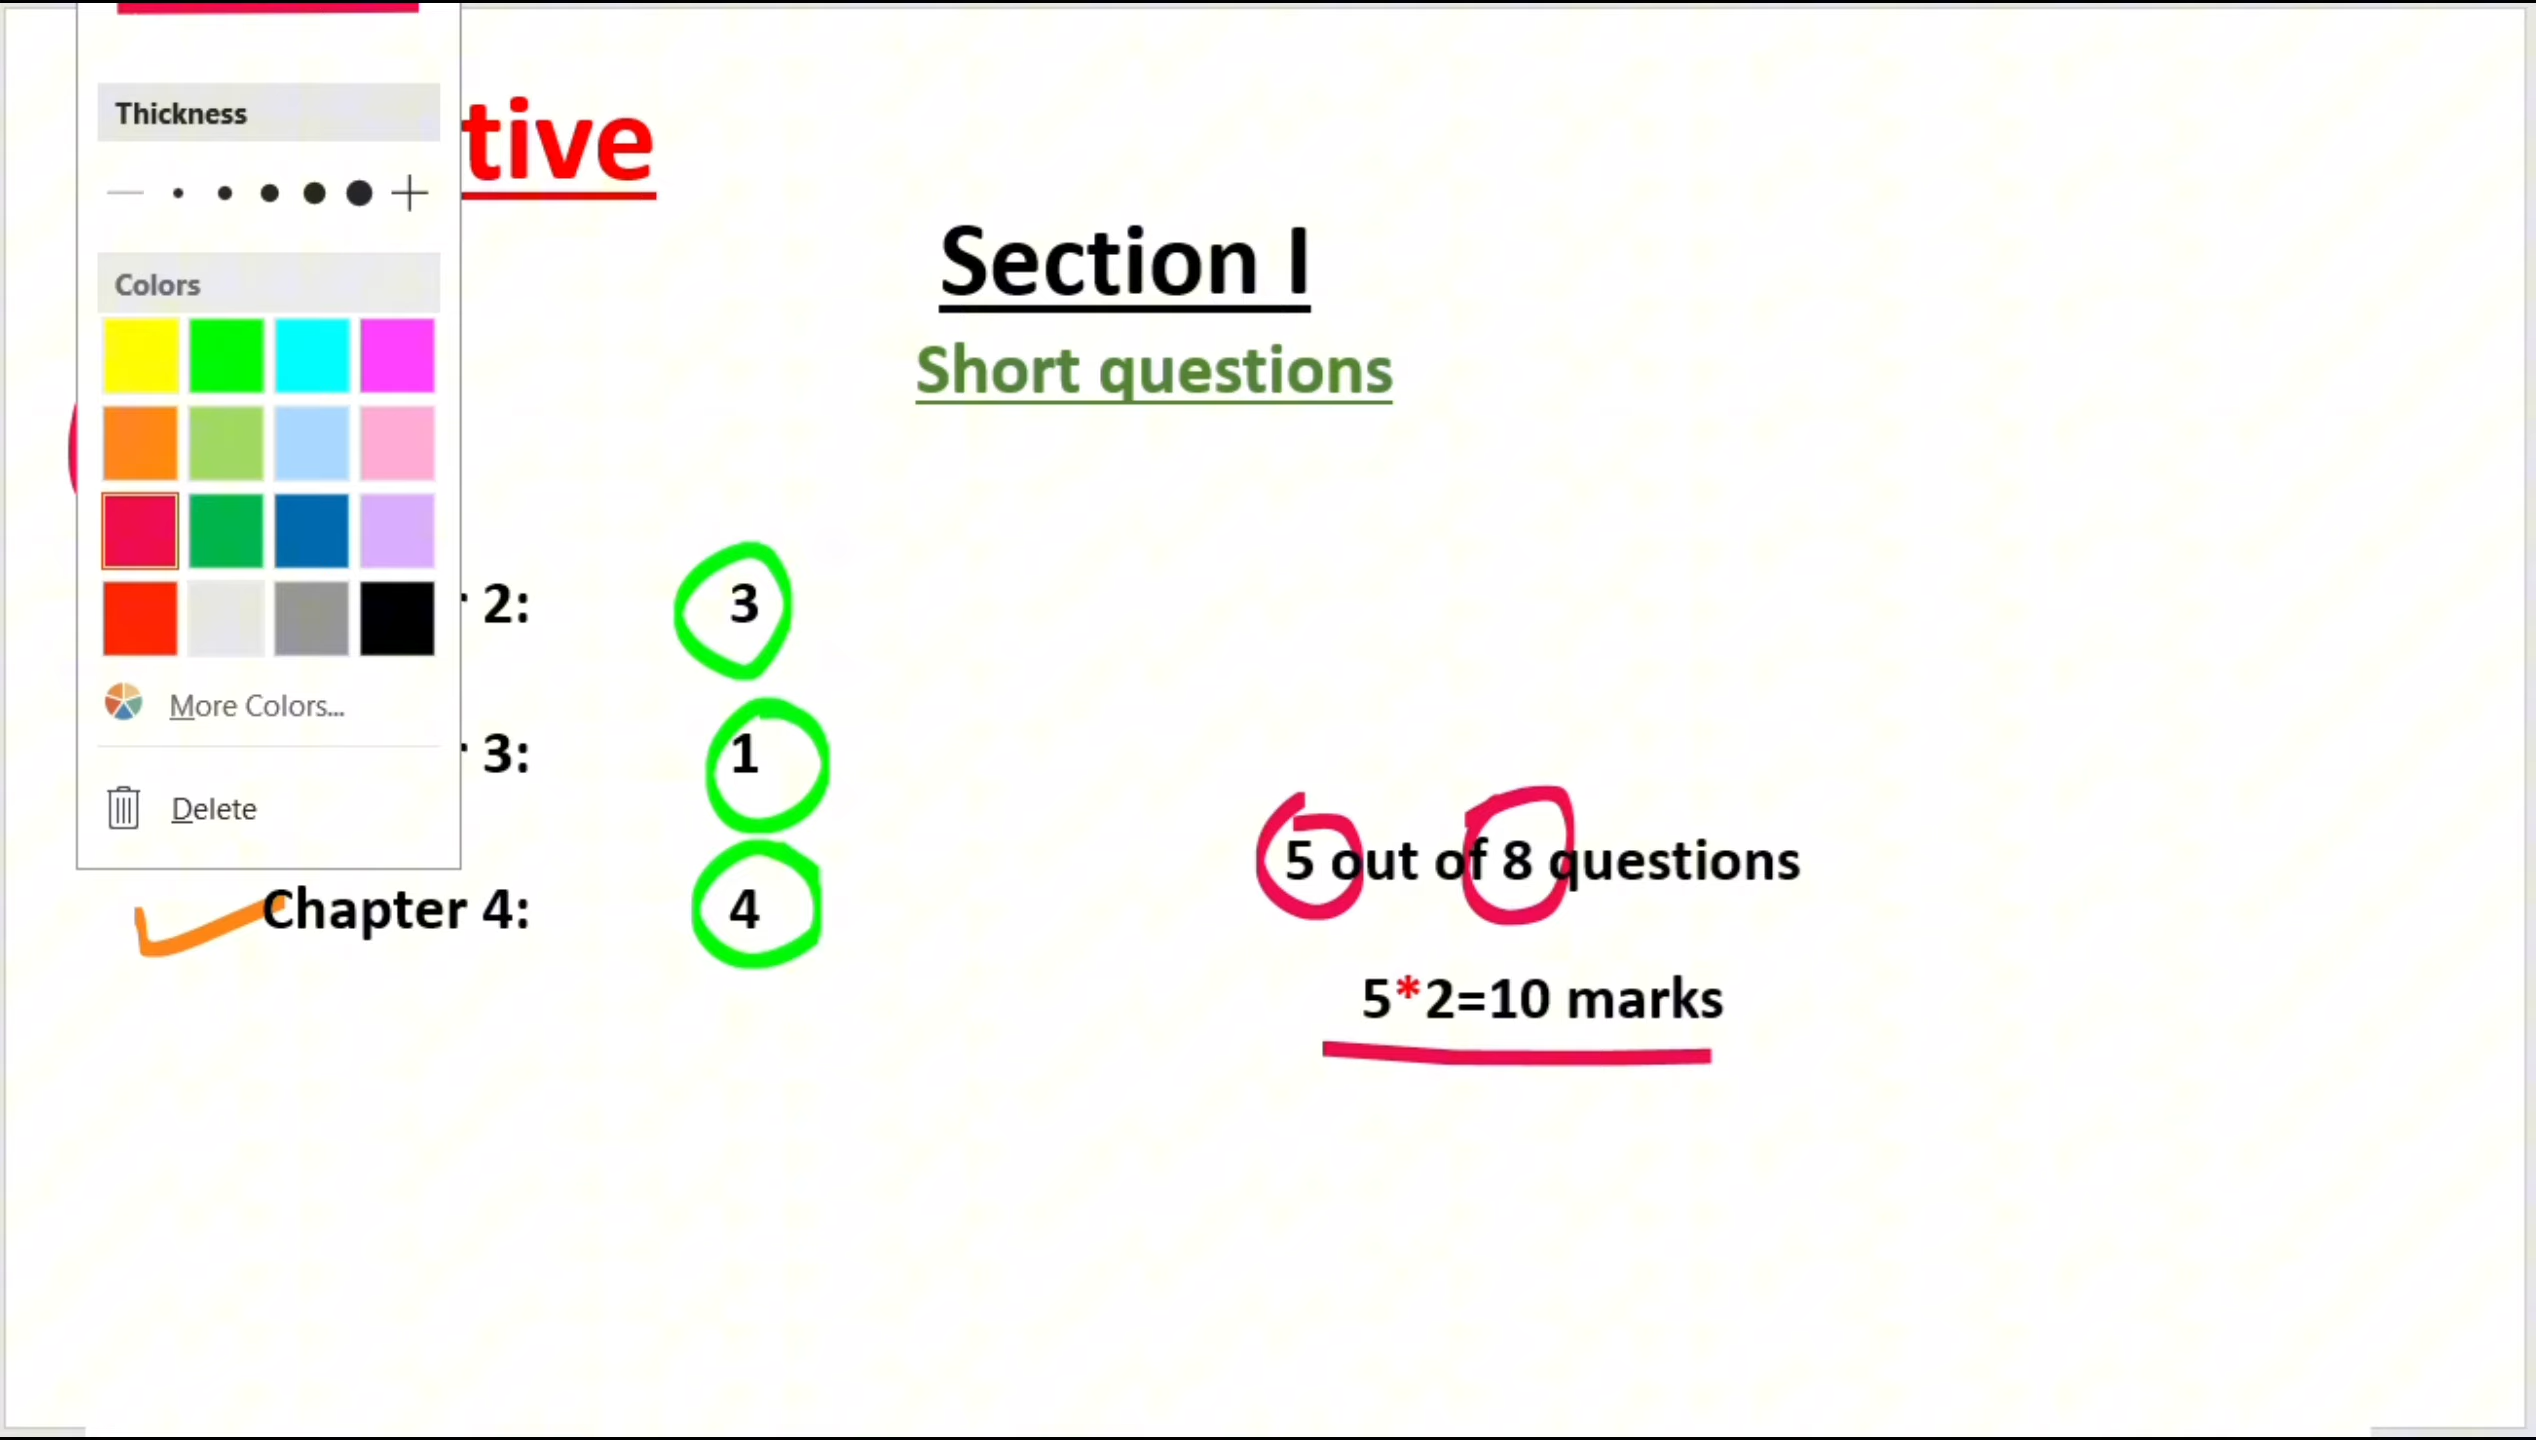 Thickness
tive
Section I
Colors
Short questions
2: 3
More Colors...
3: 1
Delete
5 out of 8 questions
Chapter 4: 4
5*2=10 marks